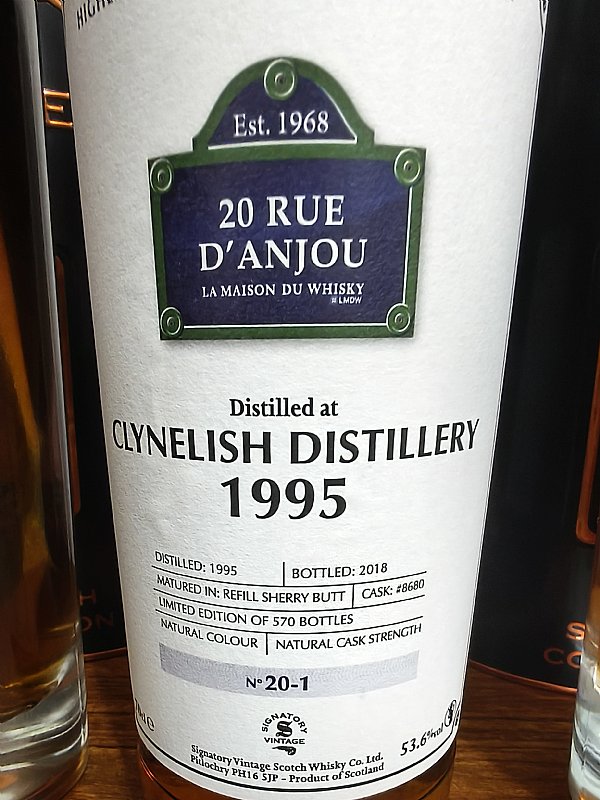 Est. 1968
20 RUE
D'ANJOU
LA MAISON DU WHISKY
#LMDW
Distilled at
CLYNELISH DISTILLERY
1995
DISTILLED: 1995 BOTTLED: 2018
MATURED IN: REFILL SHERRY BUTT CASK: #8680
LIMITED EDITION OF 570 BOTTLES
NATURAL COLOUR NATURAL CASK STRENGTH
N° 20-1
SIGNATORY
VINTAGE
Signatory Vintage Scotch Whisky Co. Ltd.
Pitlochry PH16 5JP - Product of Scotland
53.6%vol